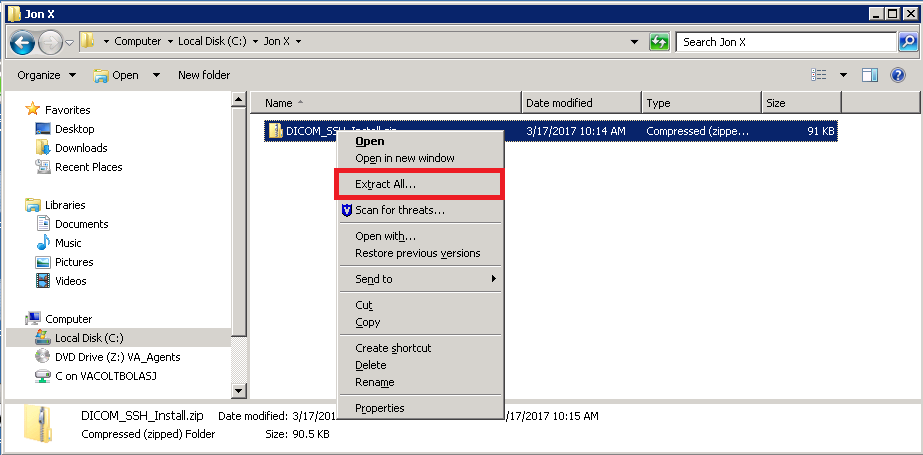 Jon X
Computer Local Disk (C:) Jon X
Search Jon X
Organize Open New folder
Name Date modified Type Size
DICOM_SSH_Install.zip 3/17/2017 10:14 AM Compressed (zippe... 91 KB
Favorites
Desktop
Downloads
Recent Places
Libraries
Documents
Music
Pictures
Videos
Computer
Local Disk (C:)
DVD Drive (Z:) VA_Agents
C on VACOLTBOLASJ
Open
Open in new window
Extract All...
Scan for threats...
Open with...
Restore previous versions
Send to
Cut
Copy
Create shortcut
Delete
Rename
Properties
DICOM_SSH_Install.zip Date modified: 3/17/201 /17/2017 10:15 AM
Compressed (zipped) Folder Size: 90.5 KB